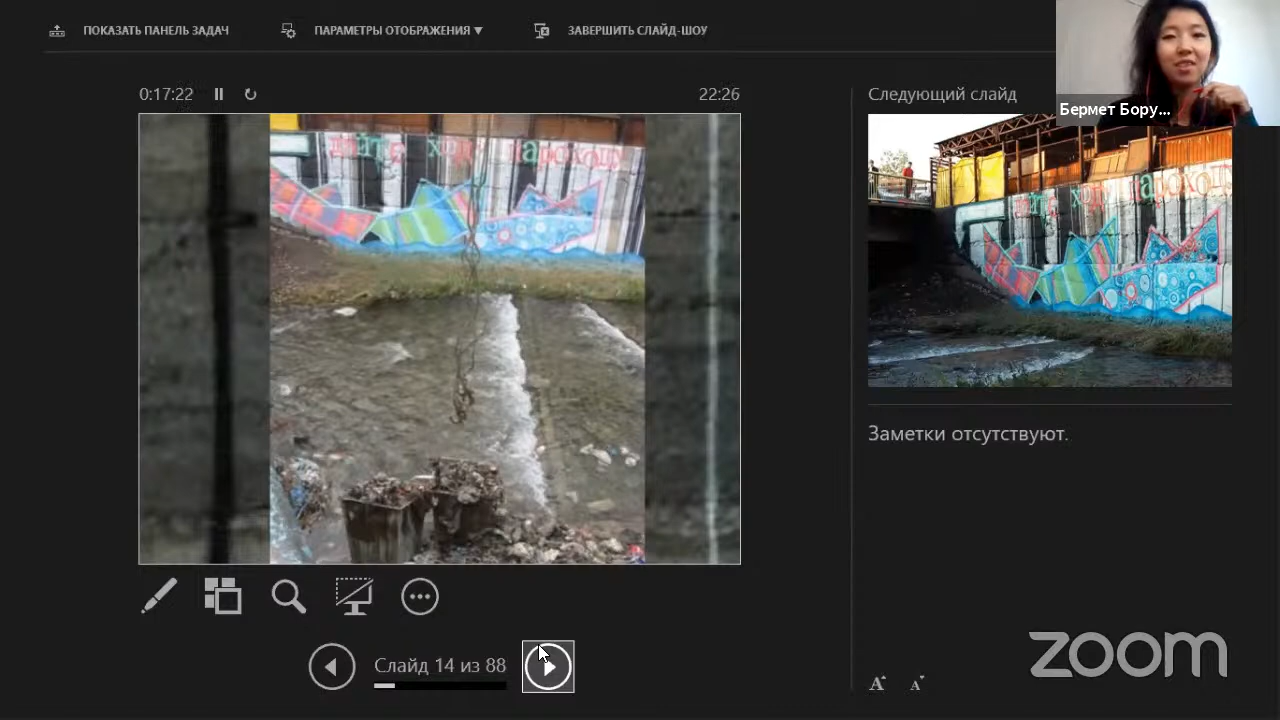 ПОКАЗАТЬ ПАНЕЛЬ ЗАДАЧ
ПАРАМЕТРЫ ОТОБРАЖЕНИЯ
ЗАВЕРШИТЬ СЛАЙД-ШОУ
0:17:22
22:26
Следующий слайд
Бермет Бору...
Заметки отсутствуют.
Слайд 14 из 88
zoom